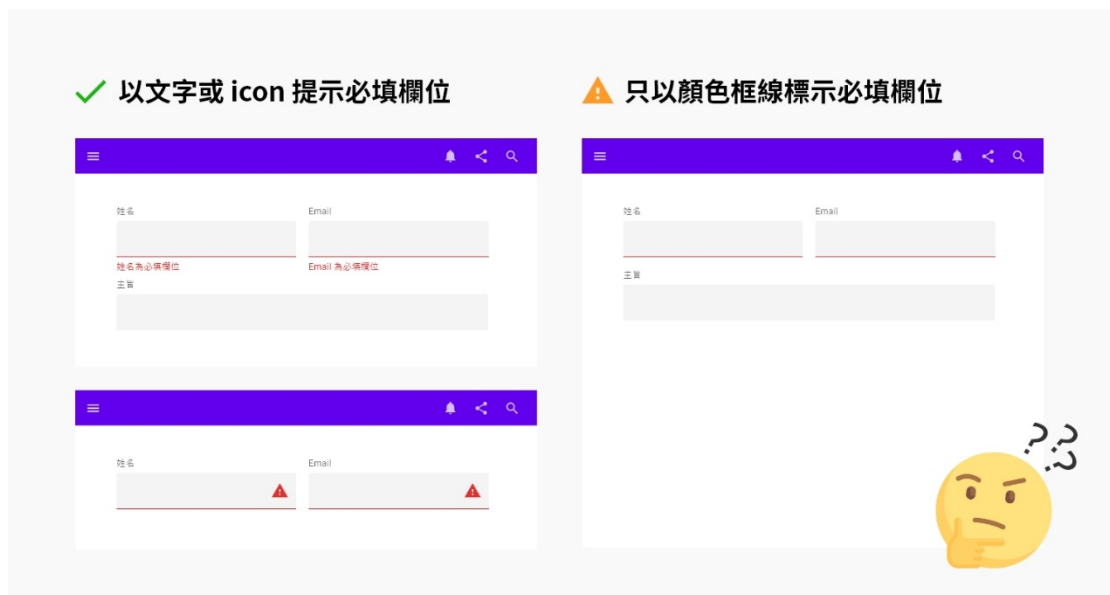 以文字或 icon 提示必填欄位
姓名
Email
姓名為必填欄位
Email 為必填欄位
主旨
姓名
Email
只以顏色框線標示必填欄位
姓名
Email
主旨
???